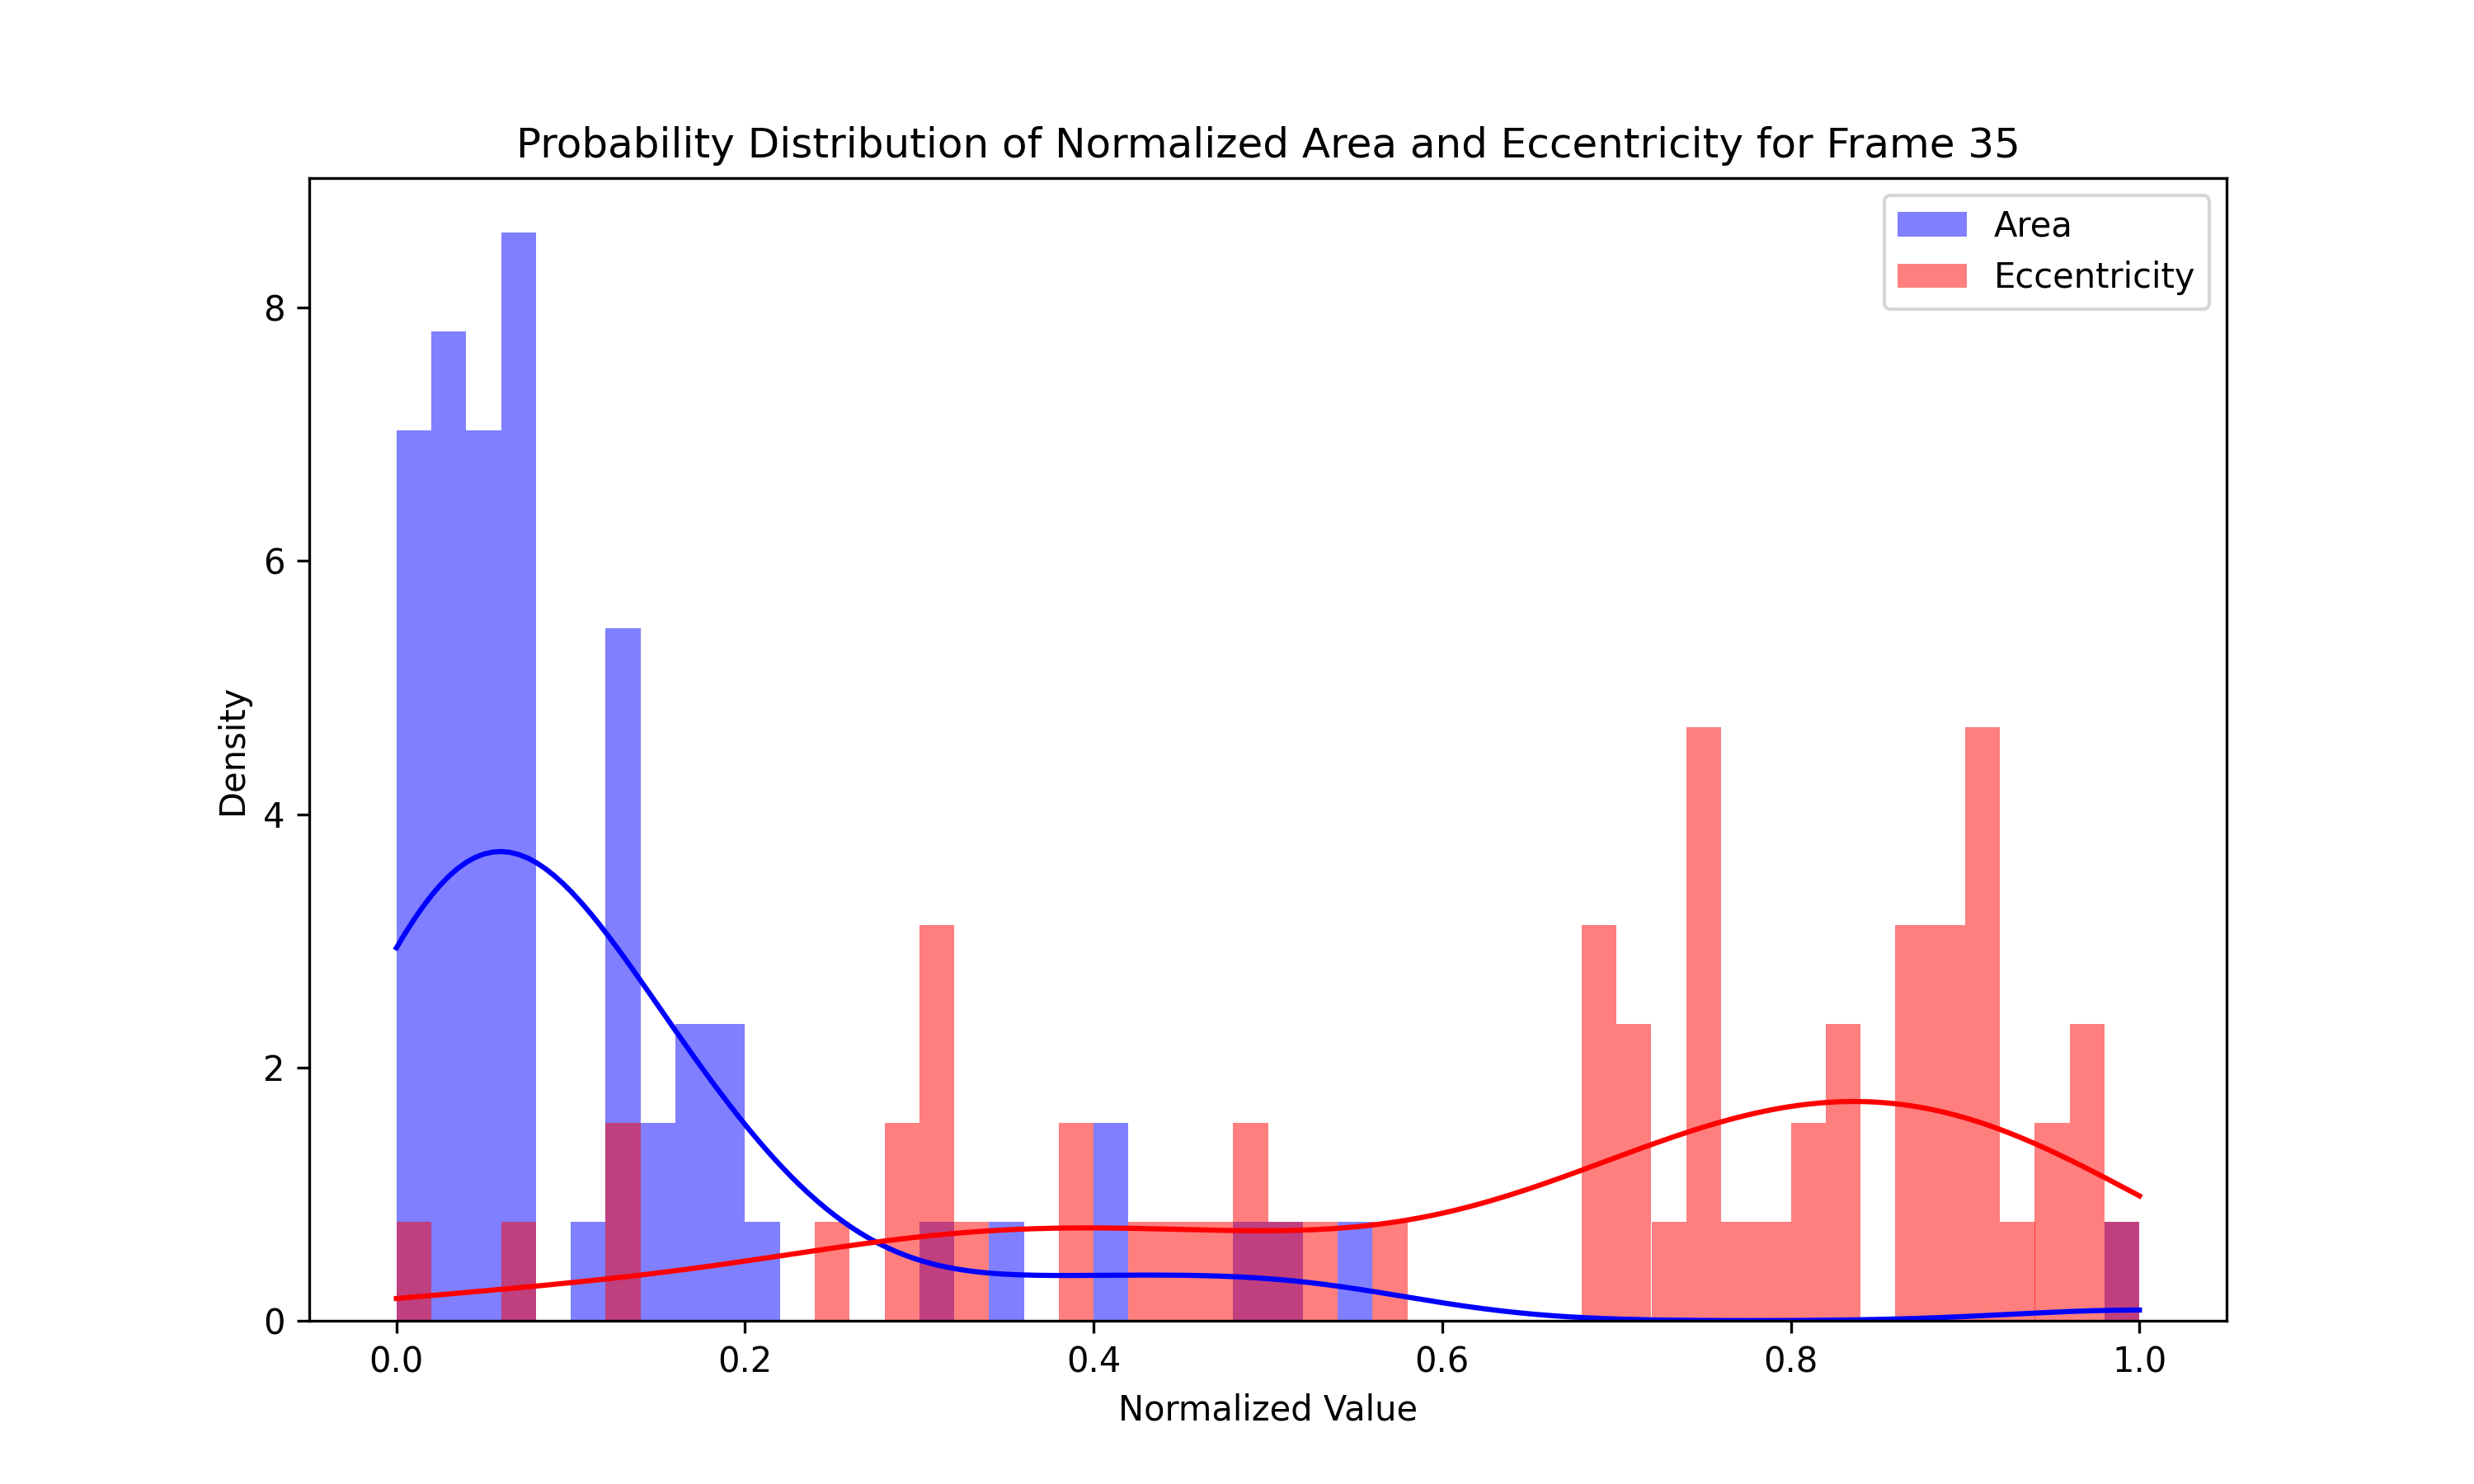 Probability Distribution of Normalized Area and Eccentricity for Frame 35
Area
Eccentricity
8
6
4
2
0
Density
0.0 0.2 0.4 0.6 0.8 1.0
Normalized Value